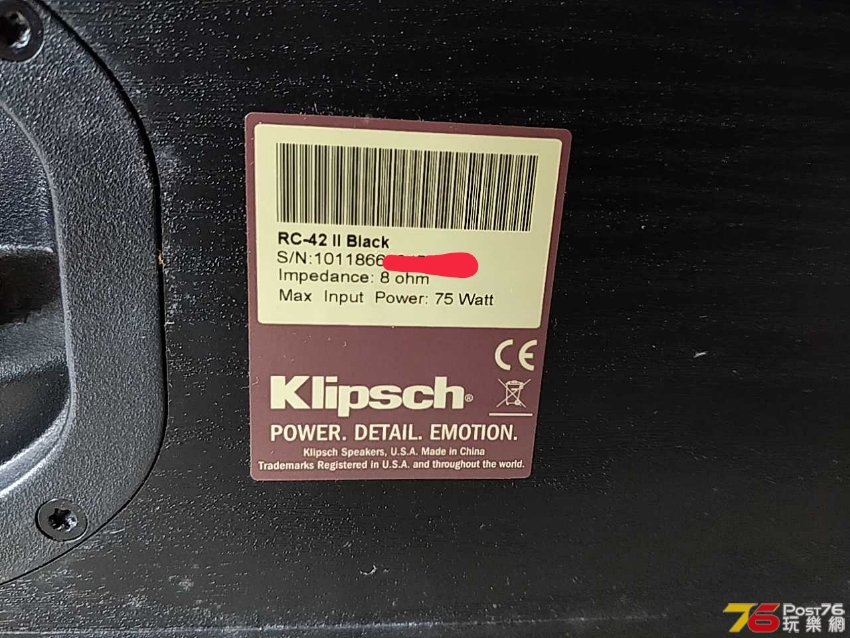 RC-42 II Black
S/N:1011866
Impedance: 8 ohm
Max Input Power: 75 Watt
CE
Klipsch®
POWER. DETAIL. EMOTION.
Klipsch Speakers, U.S.A. Made in China
Trademarks Registered in U.S.A. and throughout the world.
76 POST76
玩樂網